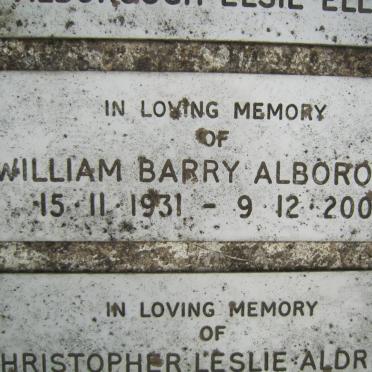 ELSIE
IN LOVING MEMORY
OF
WILLIAM BARRY ALBORO
15·11·1931 - 9·12·200
IN LOVING MEMORY
OF
HRISTOPHER LESLIE ALDR